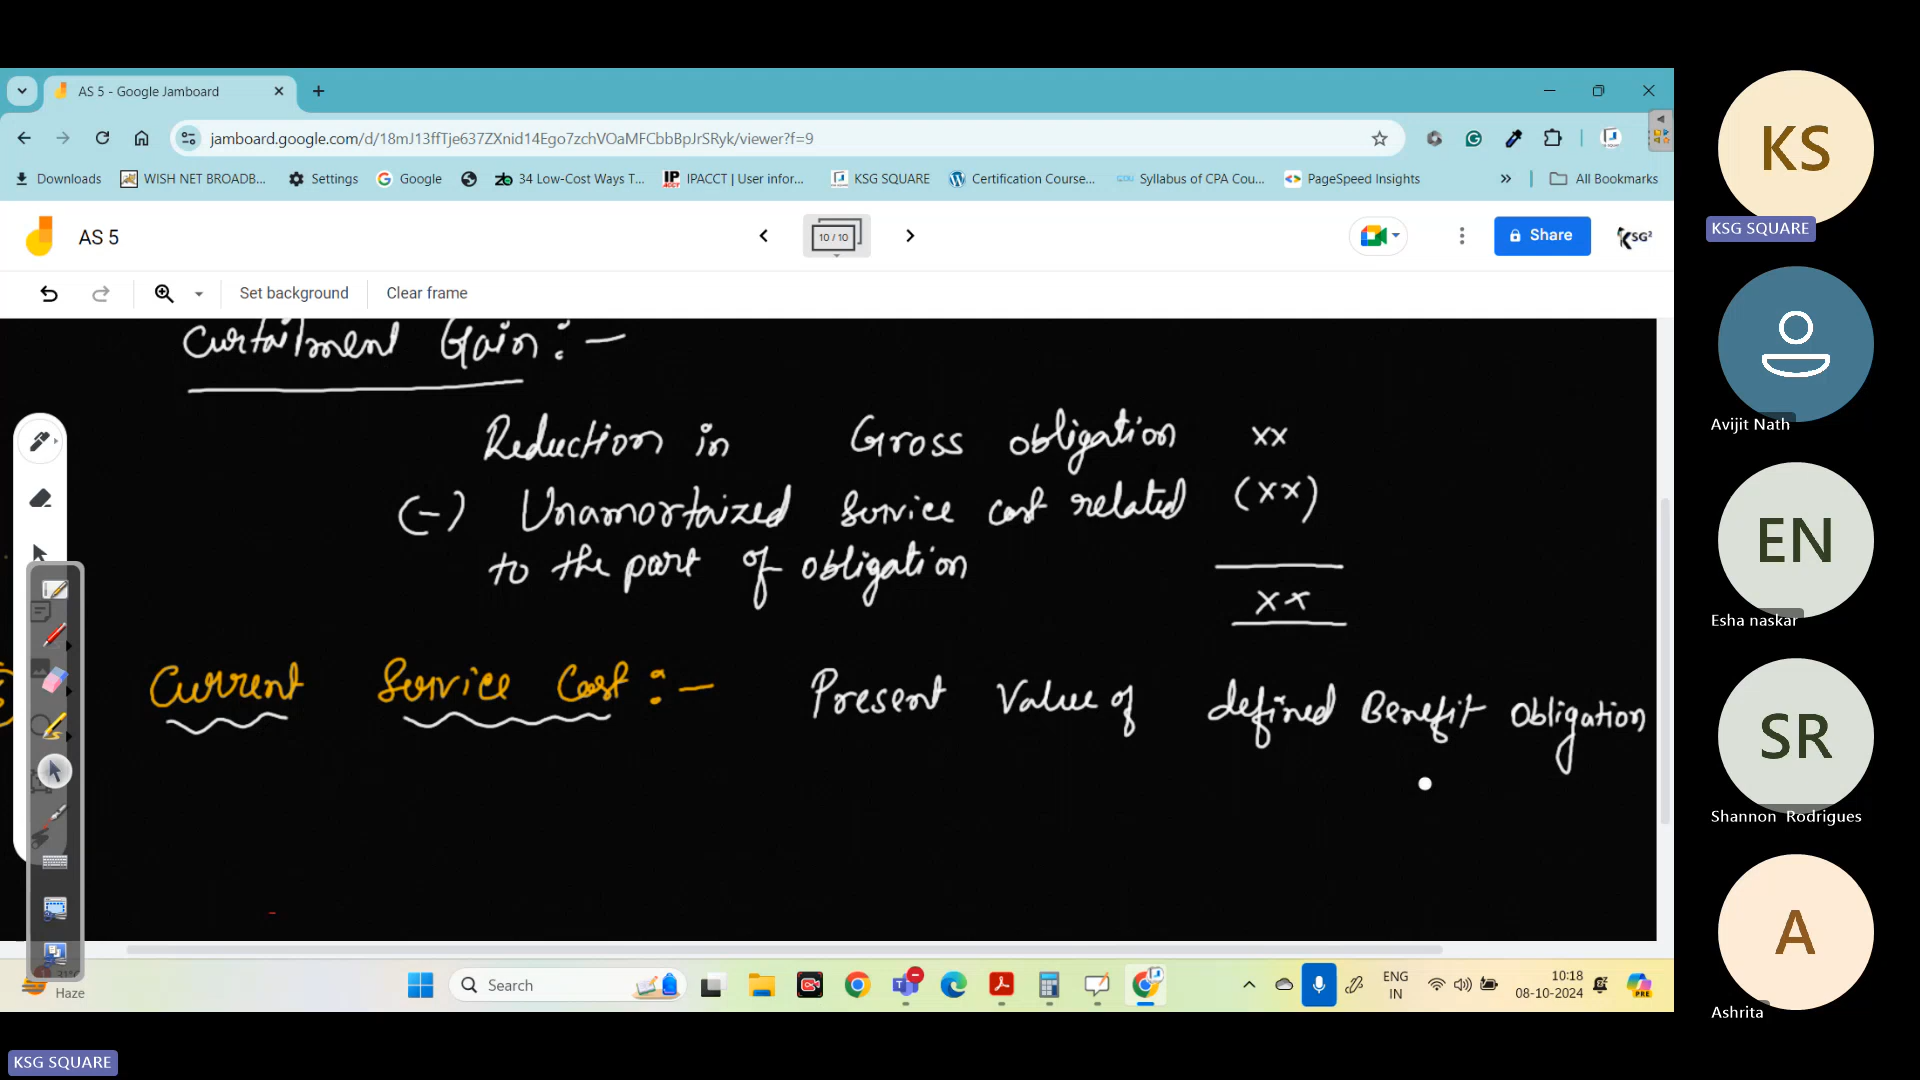 AS 5 - Google Jamboard
jamboard.google.com/d/18mJ13ffTje637ZXnid14Ego7zchVOaMFCbbBpJrSRyk/viewer?f=9
Downloads WISH NET BROADB... Settings Google 34 Low-Cost Ways T... IPACCT | User infor... KSG SQUARE Certification Course... Syllabus of CPA Cou... PageSpeed Insights All Bookmarks
AS 5
10 / 10
Share
KSG²
Set background Clear frame
Curtailment Gain :-
Reduction in Gross obligation xx
(-) Unamortaized Service cost related (xx)
to the part of obligation
xx
Current Service Cost :- Present Value of defined Benefit obligation
31°C
Haze
Search
ENG
IN
10:18
08-10-2024
PRE
KS
KSG SQUARE
Avijit Nath
EN
Esha naskar
SR
Shannon Rodrigues
A
Ashrita
KSG SQUARE